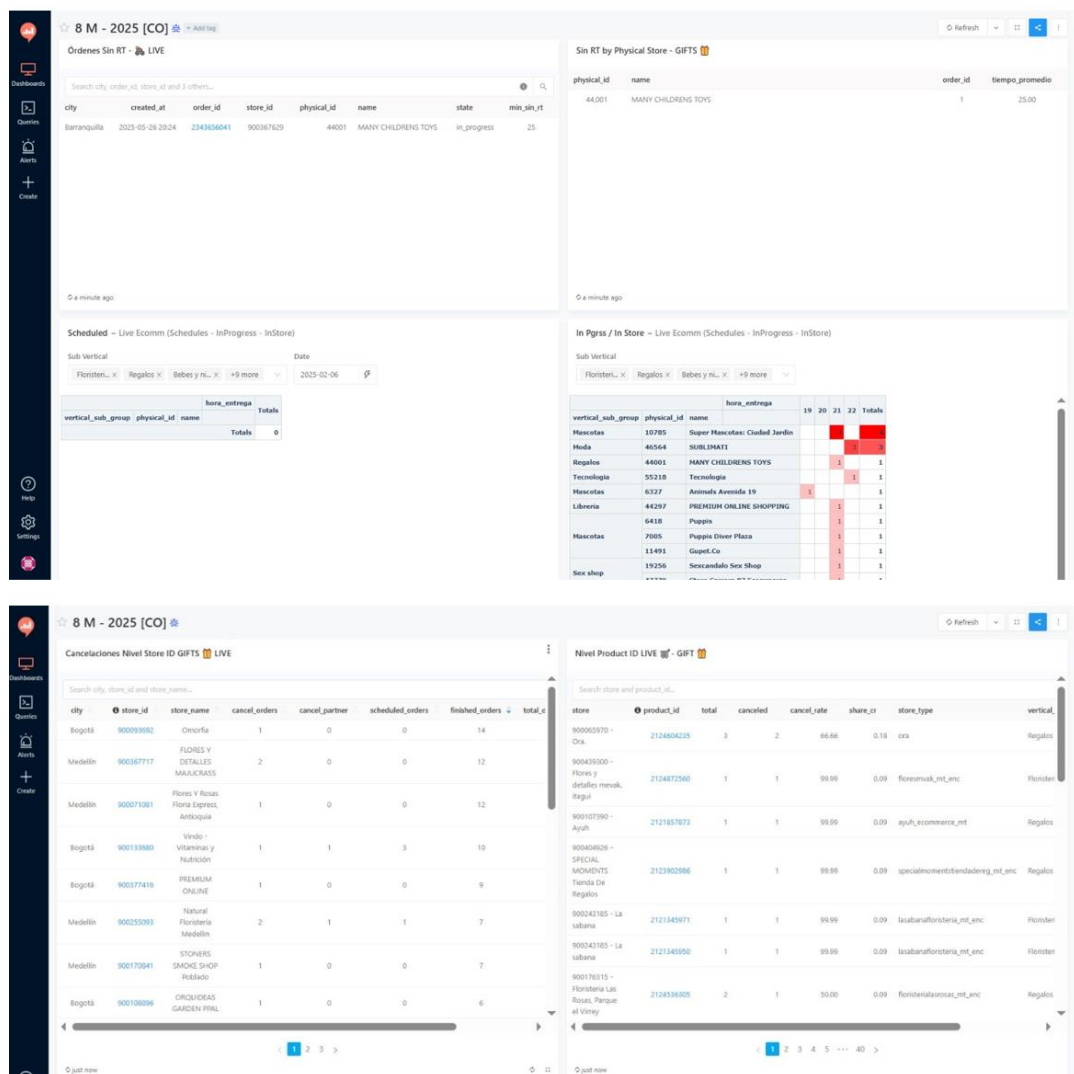 8 M - 2025 [CO]
+ Add tag
Refresh
Dashboards
Queries
Alerts
Create
Help
Settings
Órdenes Sin RT - LIVE
Search city, order_id, store_id and 3 others...
city created_at order_id store_id physical_id name state min_sin_rt
Barranquilla 2025-05-26 20:24 2343656041 900367629 44001 MANY CHILDRENS TOYS in_progress 25
a minute ago
Sin RT by Physical Store - GIFTS
physical_id name order_id tiempo_promedio
44,001 MANY CHILDRENS TOYS 1 25.00
a minute ago
Scheduled – Live Ecomm (Schedules - InProgress - InStore)
Sub Vertical Date
Floristeri... × Regalos × Bebes y ni... × +9 more 2025-02-06
hora_entrega Totals
vertical_sub_group physical_id name
Totals 0
In Pgrss / In Store – Live Ecomm (Schedules - InProgress - InStore)
Sub Vertical
Floristeri... × Regalos × Bebes y ni... × +9 more
hora_entrega 19 20 21 22 Totals
vertical_sub_group physical_id name
Mascotas 10785 Super Mascotas: Ciudad Jardin
Moda 46564 SUBLIMATI 3 3
Regalos 44001 MANY CHILDRENS TOYS 1 1
Tecnologia 55218 Tecnologia 1 1
Mascotas 6327 Animals Avenida 19 1 1
Libreria 44297 PREMIUM ONLINE SHOPPING 1 1
Mascotas 6418 Puppis 1 1
7005 Puppis Diver Plaza 1 1
11491 Gupet.Co 1 1
Sex shop 19256 Sexcandalo Sex Shop 1 1
8 M - 2025 [CO]
Refresh
Dashboards
Queries
Alerts
Create
Cancelaciones Nivel Store ID GIFTS LIVE
Search city, store_id and store_name...
city store_id store_name cancel_orders cancel_partner scheduled_orders finished_orders total_c
Bogotá 900093692 Omorfia 1 0 0 14
Medellín 900367717 FLORES Y DETALLES MAJUCRASS 2 0 0 12
Medellín 900071081 Flores Y Rosas Floria Express, Antioquia 1 0 0 12
Bogotá 900133680 Vindo - Vitaminas y Nutrición 1 1 3 10
Bogotá 900377416 PREMIUM ONLINE 1 0 0 9
Medellín 900255093 Natural Floristería Medellín 2 1 1 7
Medellín 900170841 STONERS SMOKE SHOP Poblado 1 0 0 7
Bogotá 900108896 ORQUIDEAS GARDEN PPAL 1 0 0 6
1 2 3
just now
Nivel Product ID LIVE - GIFT
Search store and product_id...
store product_id total canceled cancel_rate share_cr store_type vertical_
900065970 - Ora. 2124604235 3 2 66.66 0.18 ora Regalos
900439300 - Flores y detalles mevak, itagui 2124872560 1 1 99.99 0.09 floresmvak_mt_enc Florister
900107390 - Ayuh 2121857873 1 1 99.99 0.09 ayuh_ecommerce_mt Regalos
900404926 - SPECIAL MOMENTS Tienda De Regalos 2123902986 1 1 99.99 0.09 specialmomentstiendadereg_mt_enc Regalos
900243185 - La sabana 2121345971 1 1 99.99 0.09 lasabanafloristeria_mt_enc Florister
900243185 - La sabana 2121345950 1 1 99.99 0.09 lasabanafloristeria_mt_enc Florister
900176315 - Floristeria Las Rosas, Parque el Virrey 2124536305 2 1 50.00 0.09 floristerialasrosas_mt_enc Regalos
1 2 3 4 5 ··· 40
just now